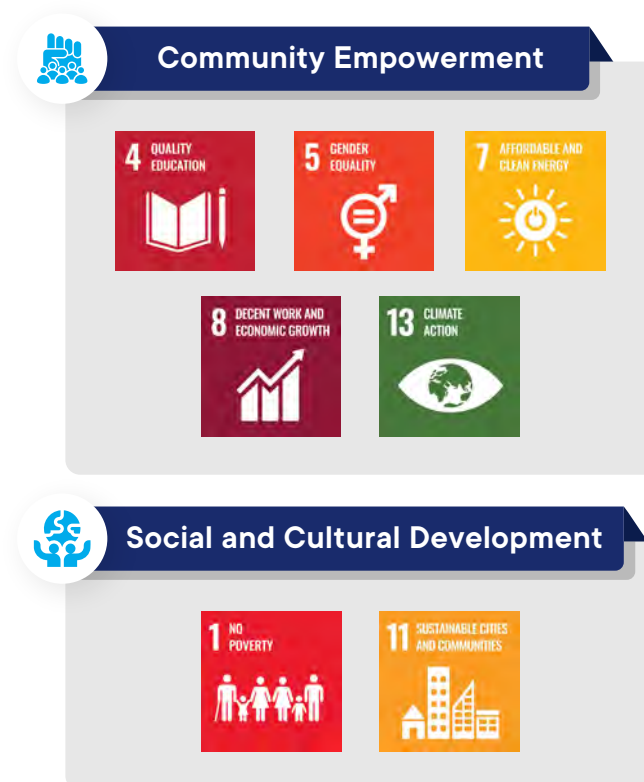 Community Empowerment
4 QUALITY
EDUCATION
5 GENDER
EQUALITY
7 AFFORDABLE AND
CLEAN ENERGY
8 DECENT WORK AND
ECONOMIC GROWTH
13 CLIMATE
ACTION
Social and Cultural Development
1 NO
POVERTY
11 SUSTAINABLE CITIES
AND COMMUNITIES